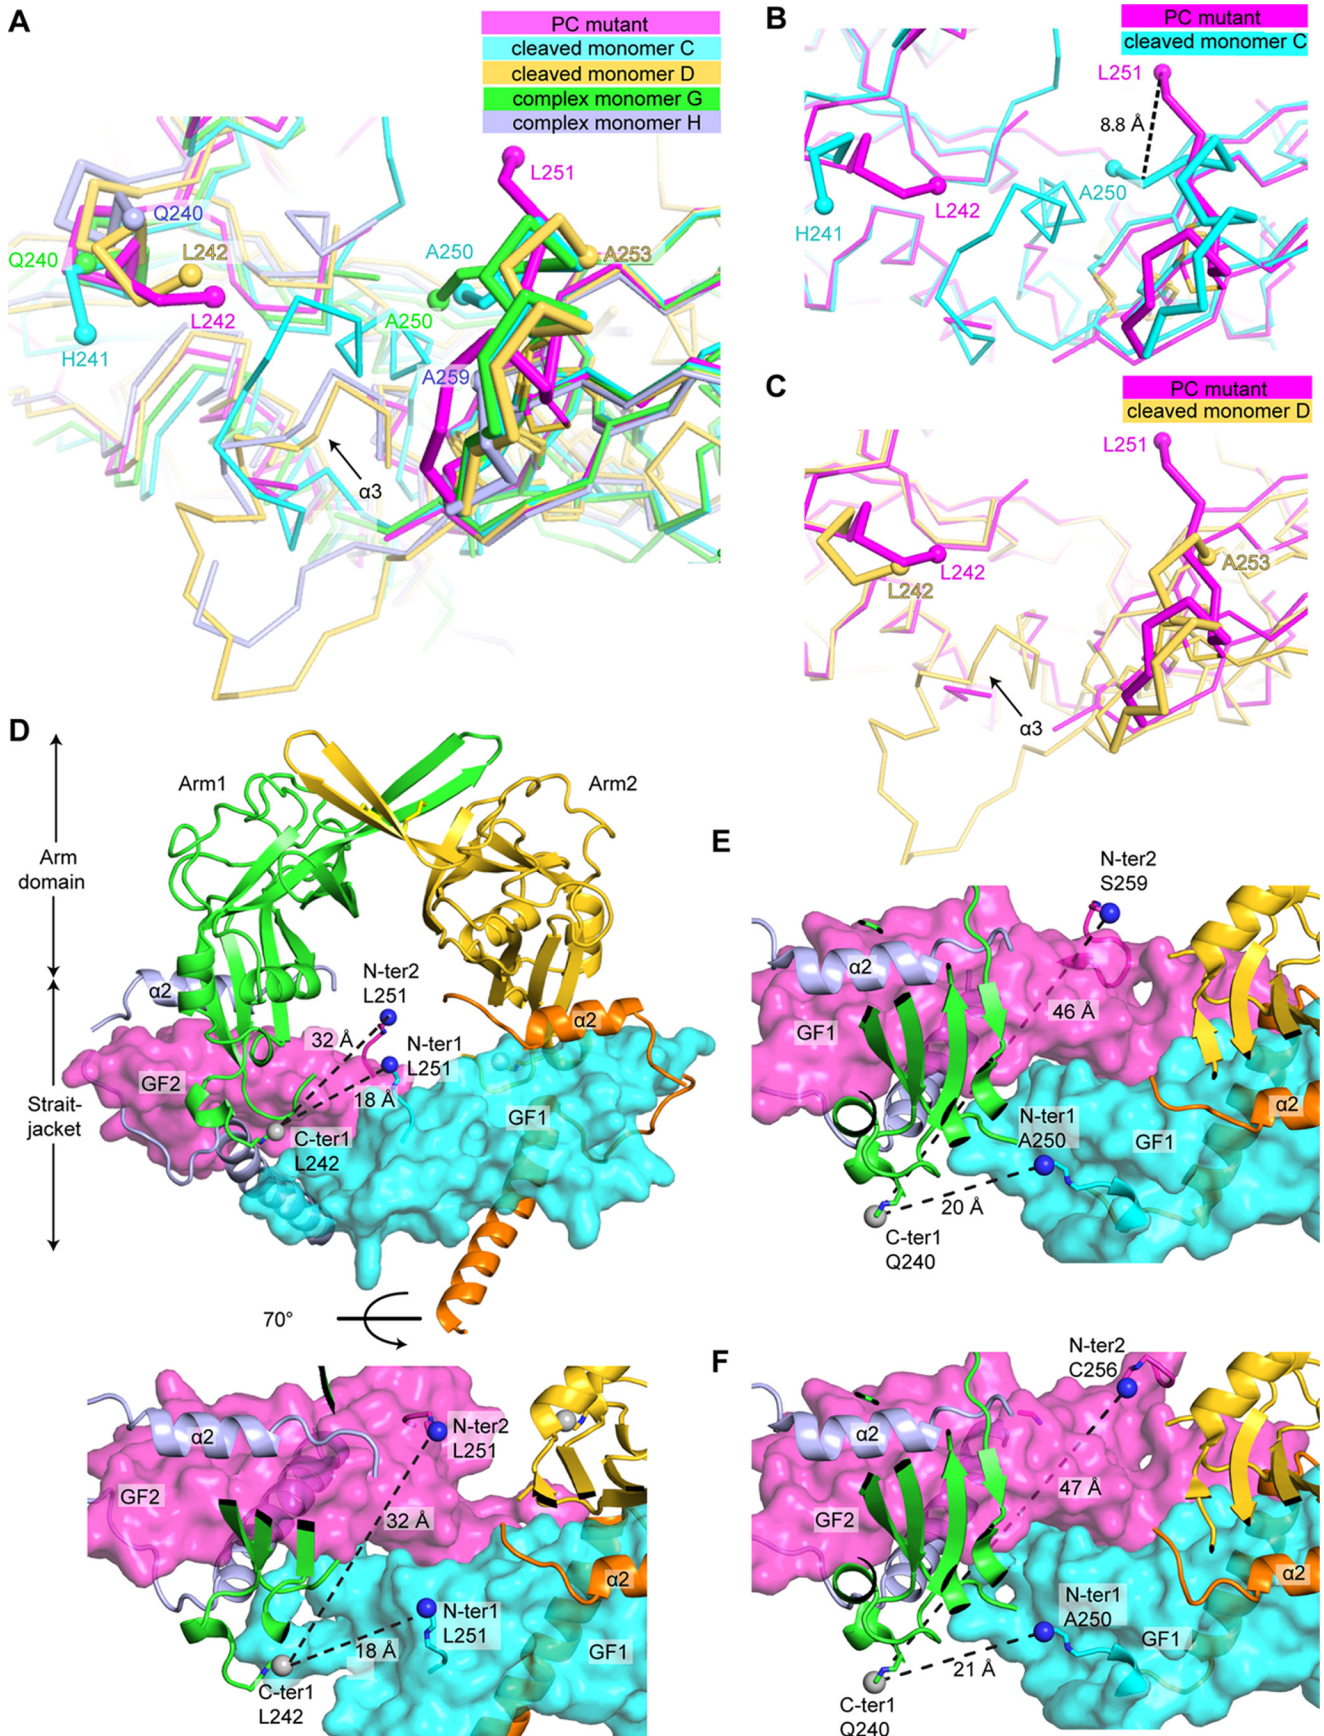 A
PC mutant
cleaved monomer C
cleaved monomer D
complex monomer G
complex monomer H
L251
Q240
Q240
L242
L242
H241
A250
A250
A253
A259
α3
B
PC mutant
cleaved monomer C
L251
8.8 Å
A250
L242
H241
C
PC mutant
cleaved monomer D
L251
L242
L242
A253
α3
D
Arm
domain
Strait-
jacket
Arm1
Arm2
α2
N-ter2
L251
α2
32 Å
N-ter1
L251
GF2
18 Å
GF1
C-ter1
L242
70°
α2
N-ter2
L251
GF2
32 Å
α2
N-ter1
L251
18 Å
GF1
C-ter1
L242
E
N-ter2
S259
α2
46 Å
GF1
N-ter1
A250
α2
GF1
20 Å
C-ter1
Q240
F
N-ter2
C256
α2
47 Å
GF2
N-ter1
A250
α2
GF1
21 Å
C-ter1
Q240